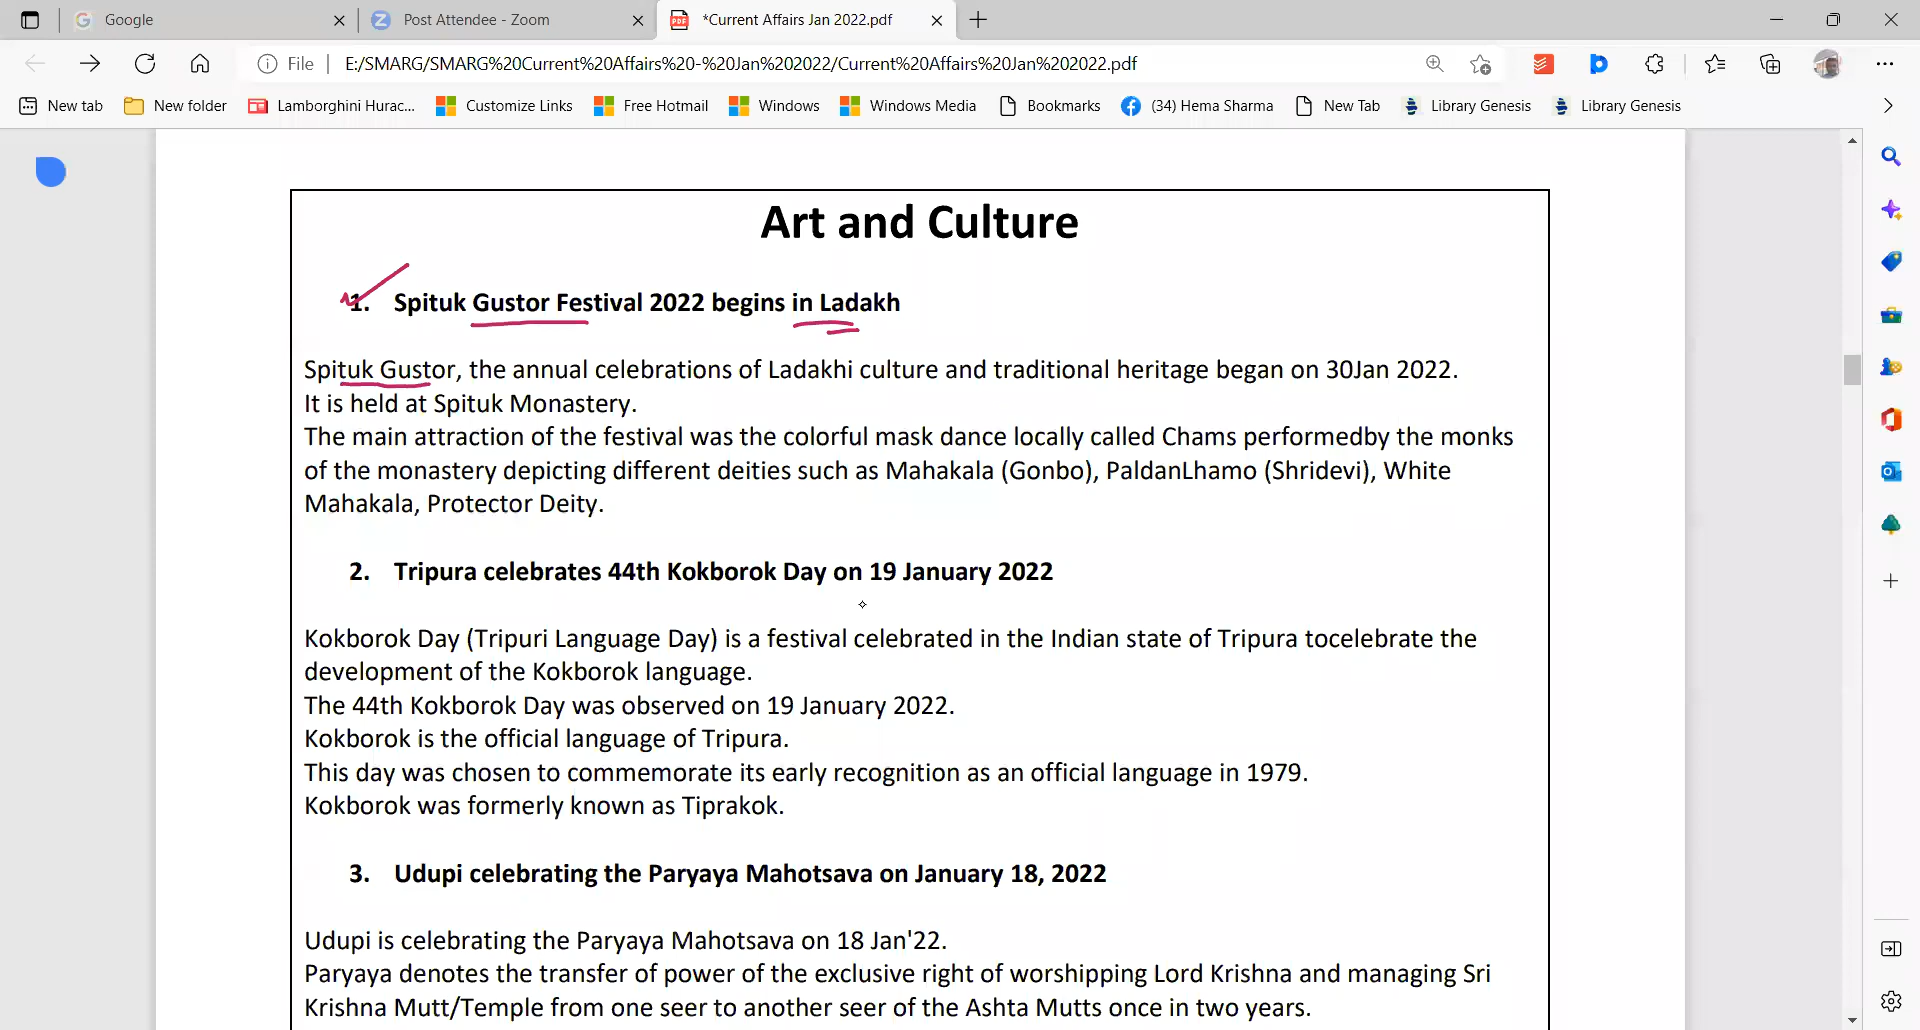 Google
Post Attendee - Zoom
*Current Affairs Jan 2022.pdf
File
E:/SMARG/SMARG%20Current%20Affairs%20-%20Jan%202022/Current%20Affairs%20Jan%202022.pdf
New tab
New folder
Lamborghini Hurac...
Customize Links
Free Hotmail
Windows
Windows Media
Bookmarks
(34) Hema Sharma
New Tab
Library Genesis
Library Genesis
Art and Culture
1. Spituk Gustor Festival 2022 begins in Ladakh
Spituk Gustor, the annual celebrations of Ladakhi culture and traditional heritage began on 30Jan 2022.
It is held at Spituk Monastery.
The main attraction of the festival was the colorful mask dance locally called Chams performedby the monks
of the monastery depicting different deities such as Mahakala (Gonbo), PaldanLhamo (Shridevi), White
Mahakala, Protector Deity.
2. Tripura celebrates 44th Kokborok Day on 19 January 2022
Kokborok Day (Tripuri Language Day) is a festival celebrated in the Indian state of Tripura tocelebrate the
development of the Kokborok language.
The 44th Kokborok Day was observed on 19 January 2022.
Kokborok is the official language of Tripura.
This day was chosen to commemorate its early recognition as an official language in 1979.
Kokborok was formerly known as Tiprakok.
3. Udupi celebrating the Paryaya Mahotsava on January 18, 2022
Udupi is celebrating the Paryaya Mahotsava on 18 Jan'22.
Paryaya denotes the transfer of power of the exclusive right of worshipping Lord Krishna and managing Sri
Krishna Mutt/Temple from one seer to another seer of the Ashta Mutts once in two years.